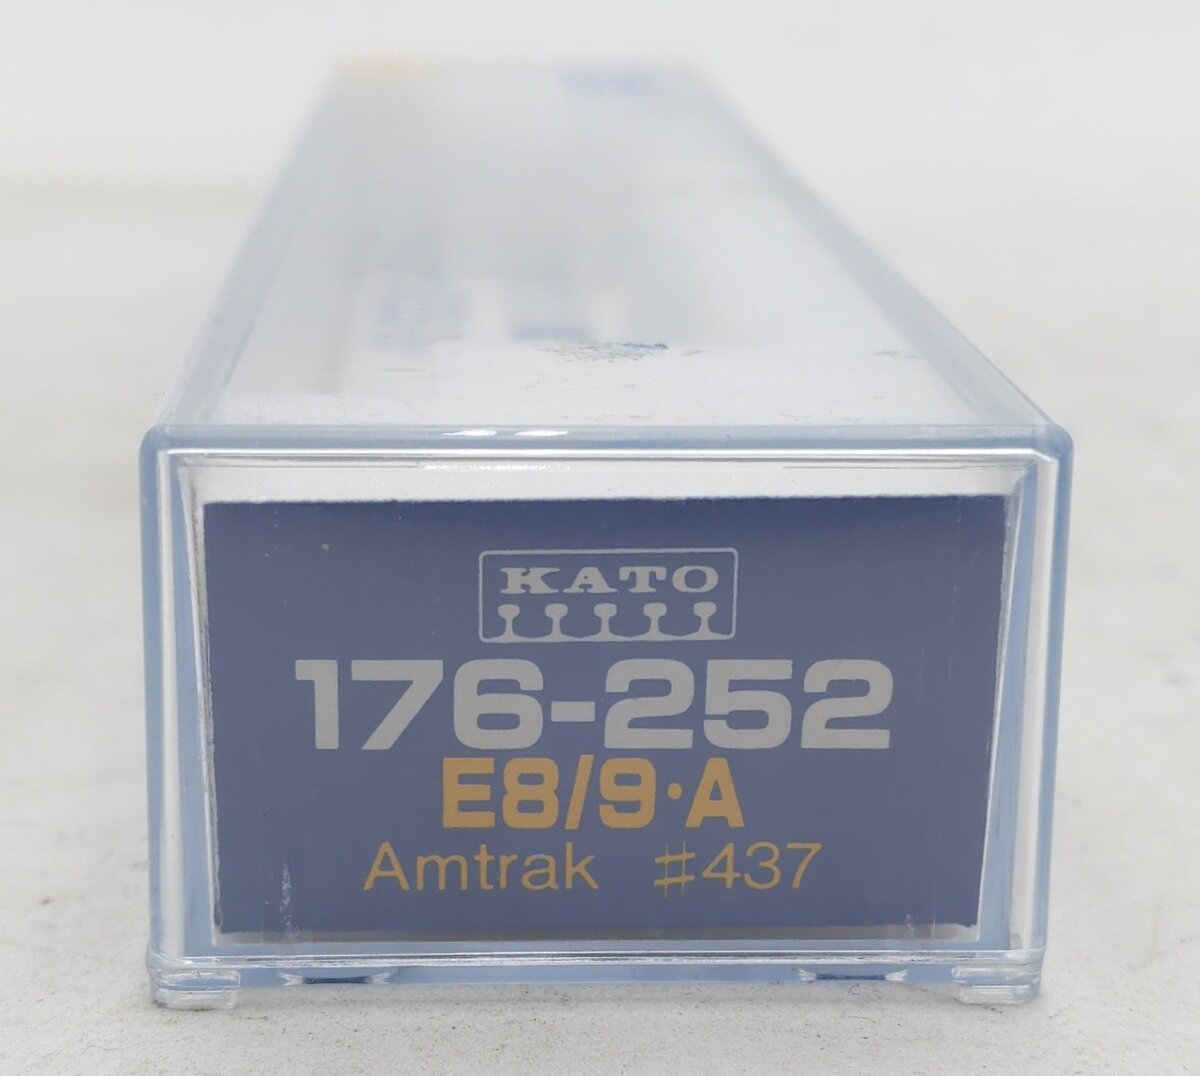 KATO
176-252
E8/9·A
Amtrak #437